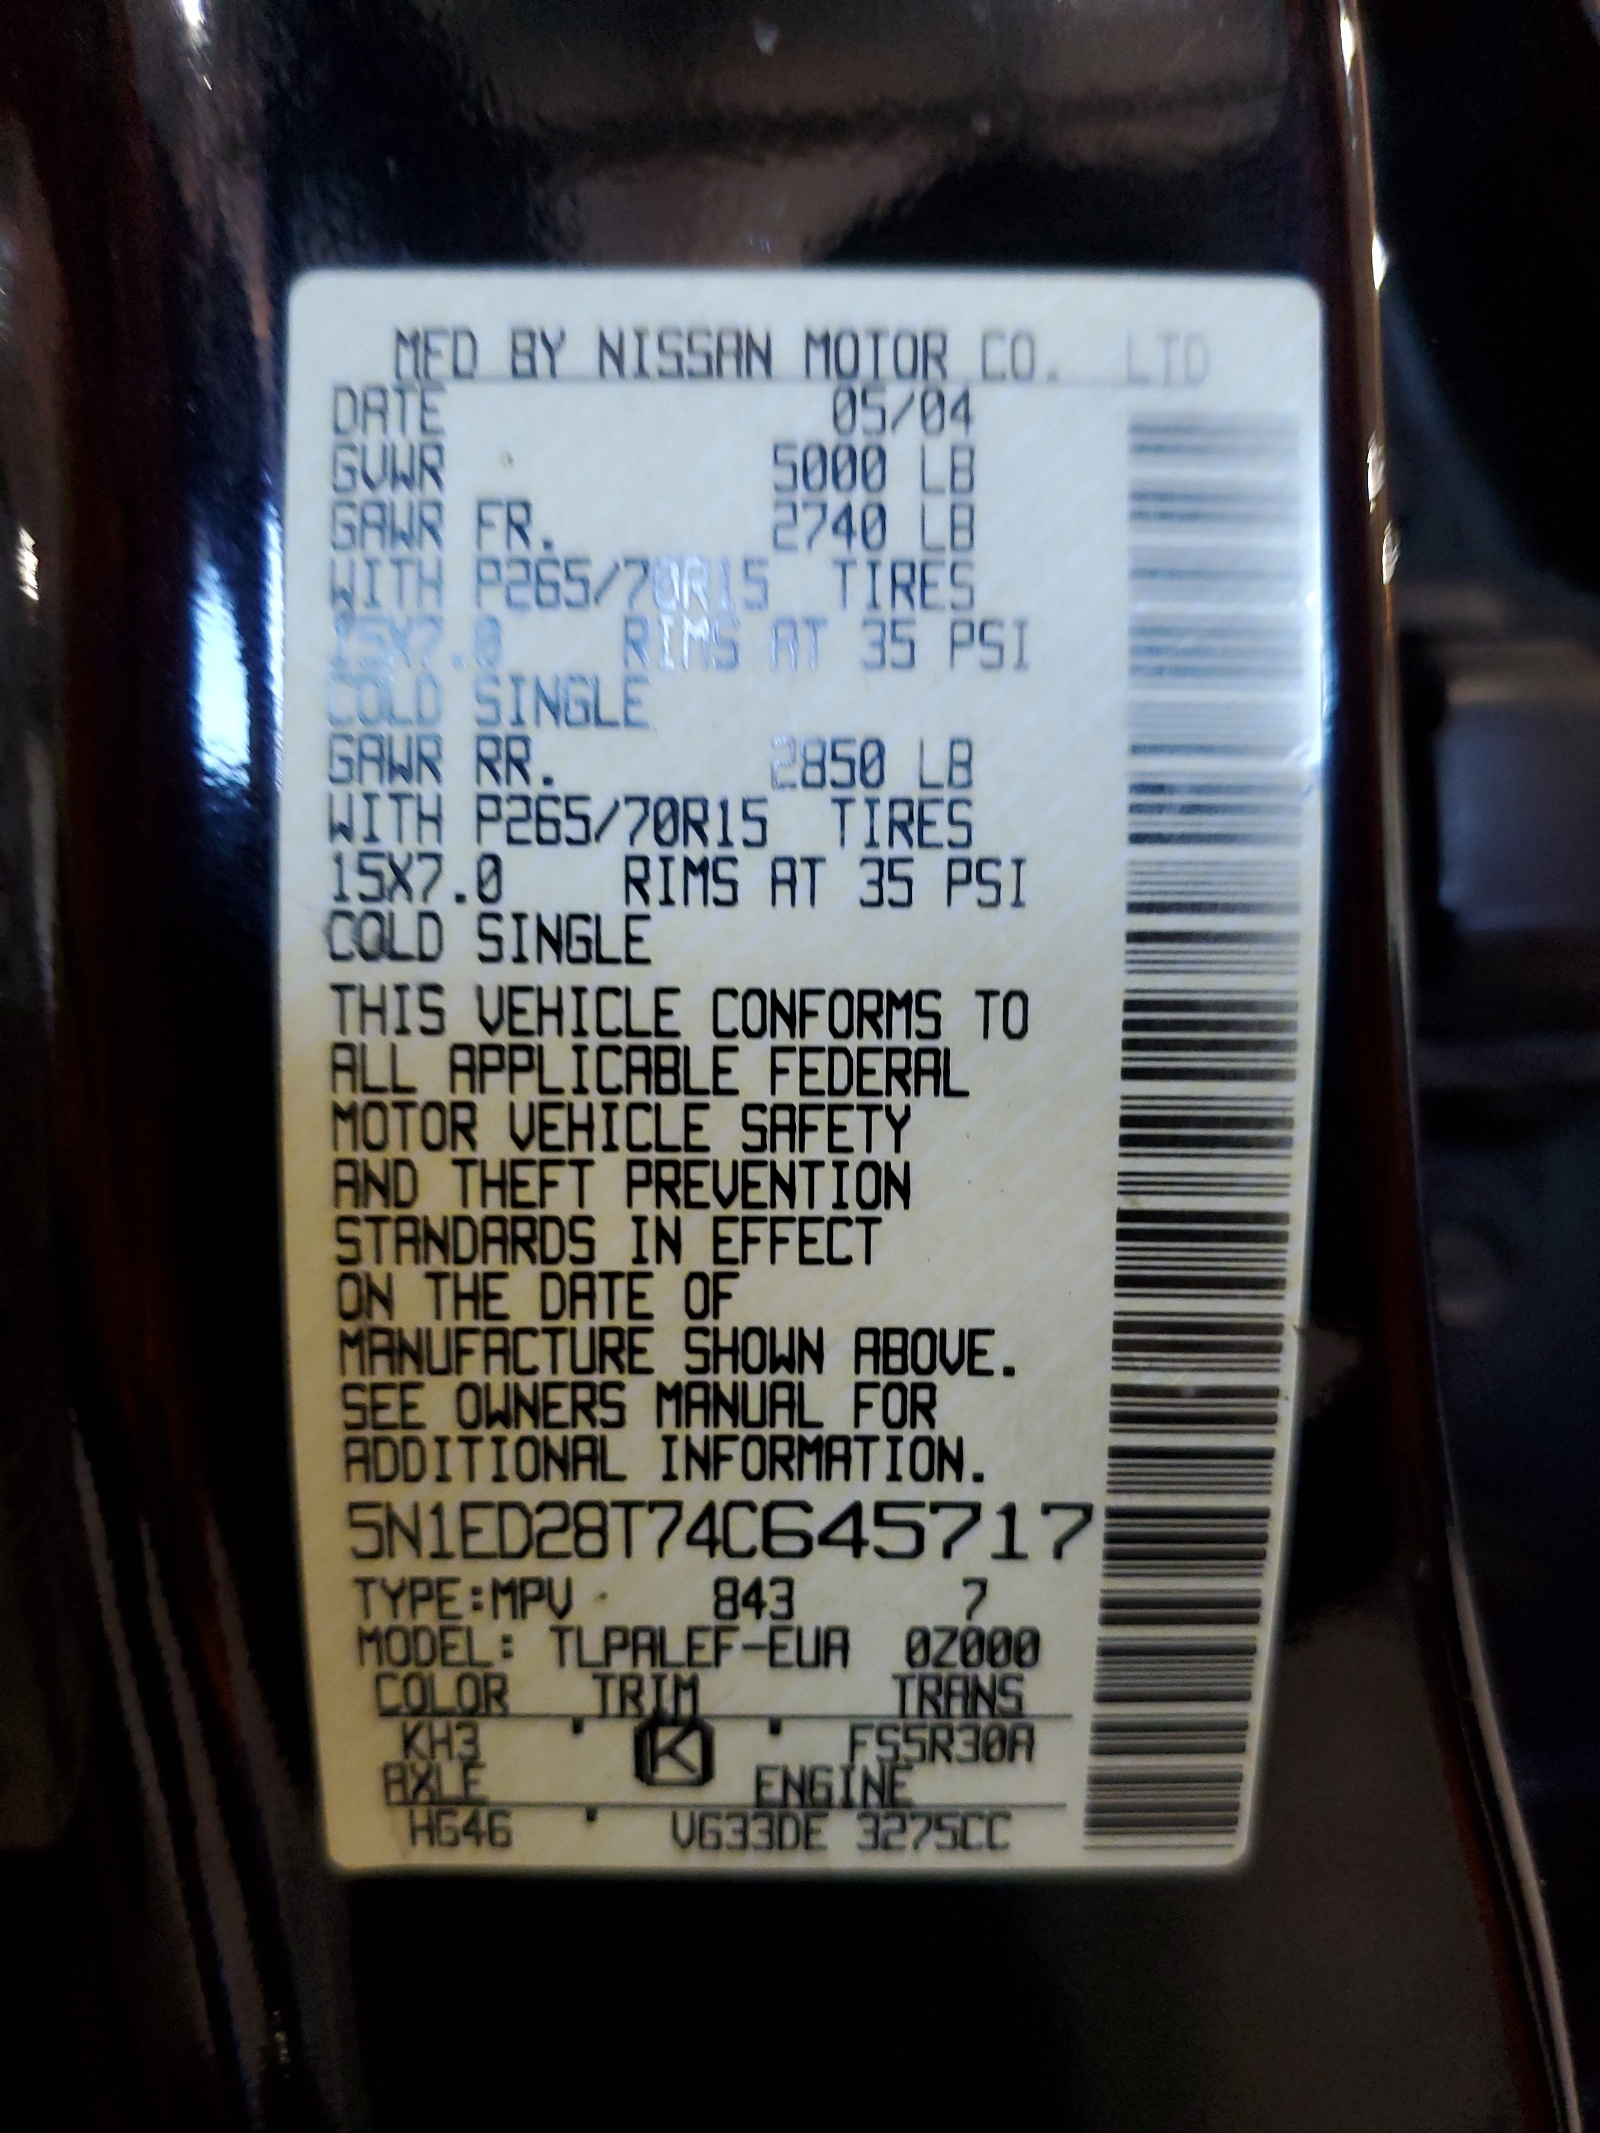 MFD BY NISSAN MOTOR CO. LTD
DATE 05/04
GVWR 5000 LB
GAWR FR. 2740 LB
WITH P265/70R15 TIRES
15X7.0 RIMS AT 35 PSI
COLD SINGLE
GAWR RR. 2850 LB
WITH P265/70R15 TIRES
15X7.0 RIMS AT 35 PSI
COLD SINGLE
THIS VEHICLE CONFORMS TO
ALL APPLICABLE FEDERAL
MOTOR VEHICLE SAFETY
AND THEFT PREVENTION
STANDARDS IN EFFECT
ON THE DATE OF
MANUFACTURE SHOWN ABOVE.
SEE OWNERS MANUAL FOR
ADDITIONAL INFORMATION.
5N1ED28T74C645717
TYPE:MPV 843 7
MODEL: TLPALEF-EUA 0Z000
COLOR TRIM TRANS
KH3 K FS5R30A
AXLE ENGINE
HG46 VG33DE 3275CC